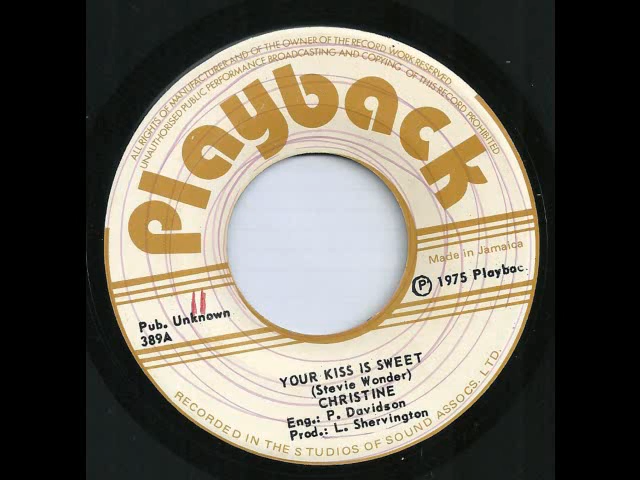 ALL RIGHTS OF MANUFACTURER AND OF THE OWNER OF THE RECORD WORK RESERVED
UNAUTHORISED PUBLIC PERFORMANCE BROADCASTING AND COPYING OF THIS RECORD PROHIBITED
Playback
Made in Jamaica
P 1975 Playbac
11
Pub. Unknown
389A
YOUR KISS IS SWEET
(Stevie Wonder)
CHRISTINE
Eng.: P. Davidson
Prod.: L. Shervington
RECORDED IN THE STUDIOS OF SOUND ASSOCS. LTD.